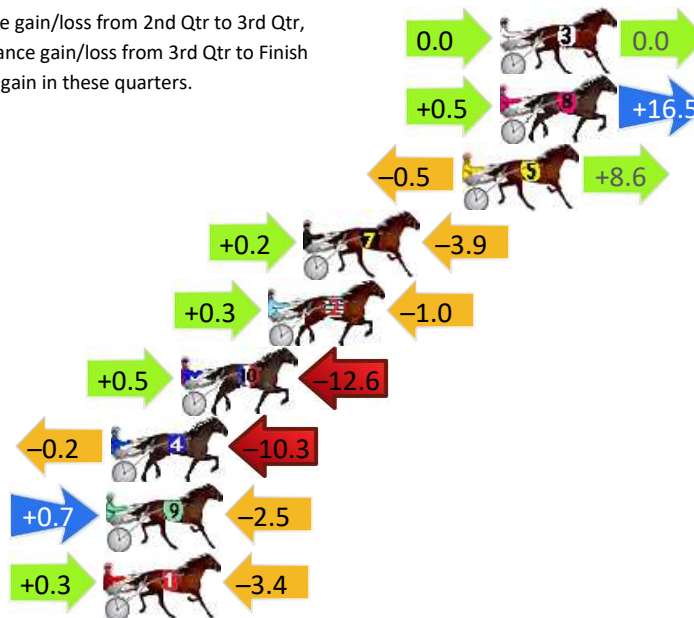 e gain/loss from 2nd Qtr to 3rd Qtr,
ance gain/loss from 3rd Qtr to Finish
gain in these quarters.
0.0 3 0.0
+0.5 8 +16.5
–0.5 5 +8.6
+0.2 7 –3.9
+0.3 2 –1.0
+0.5 10 –12.6
–0.2 4 –10.3
+0.7 9 –2.5
+0.3 1 –3.4